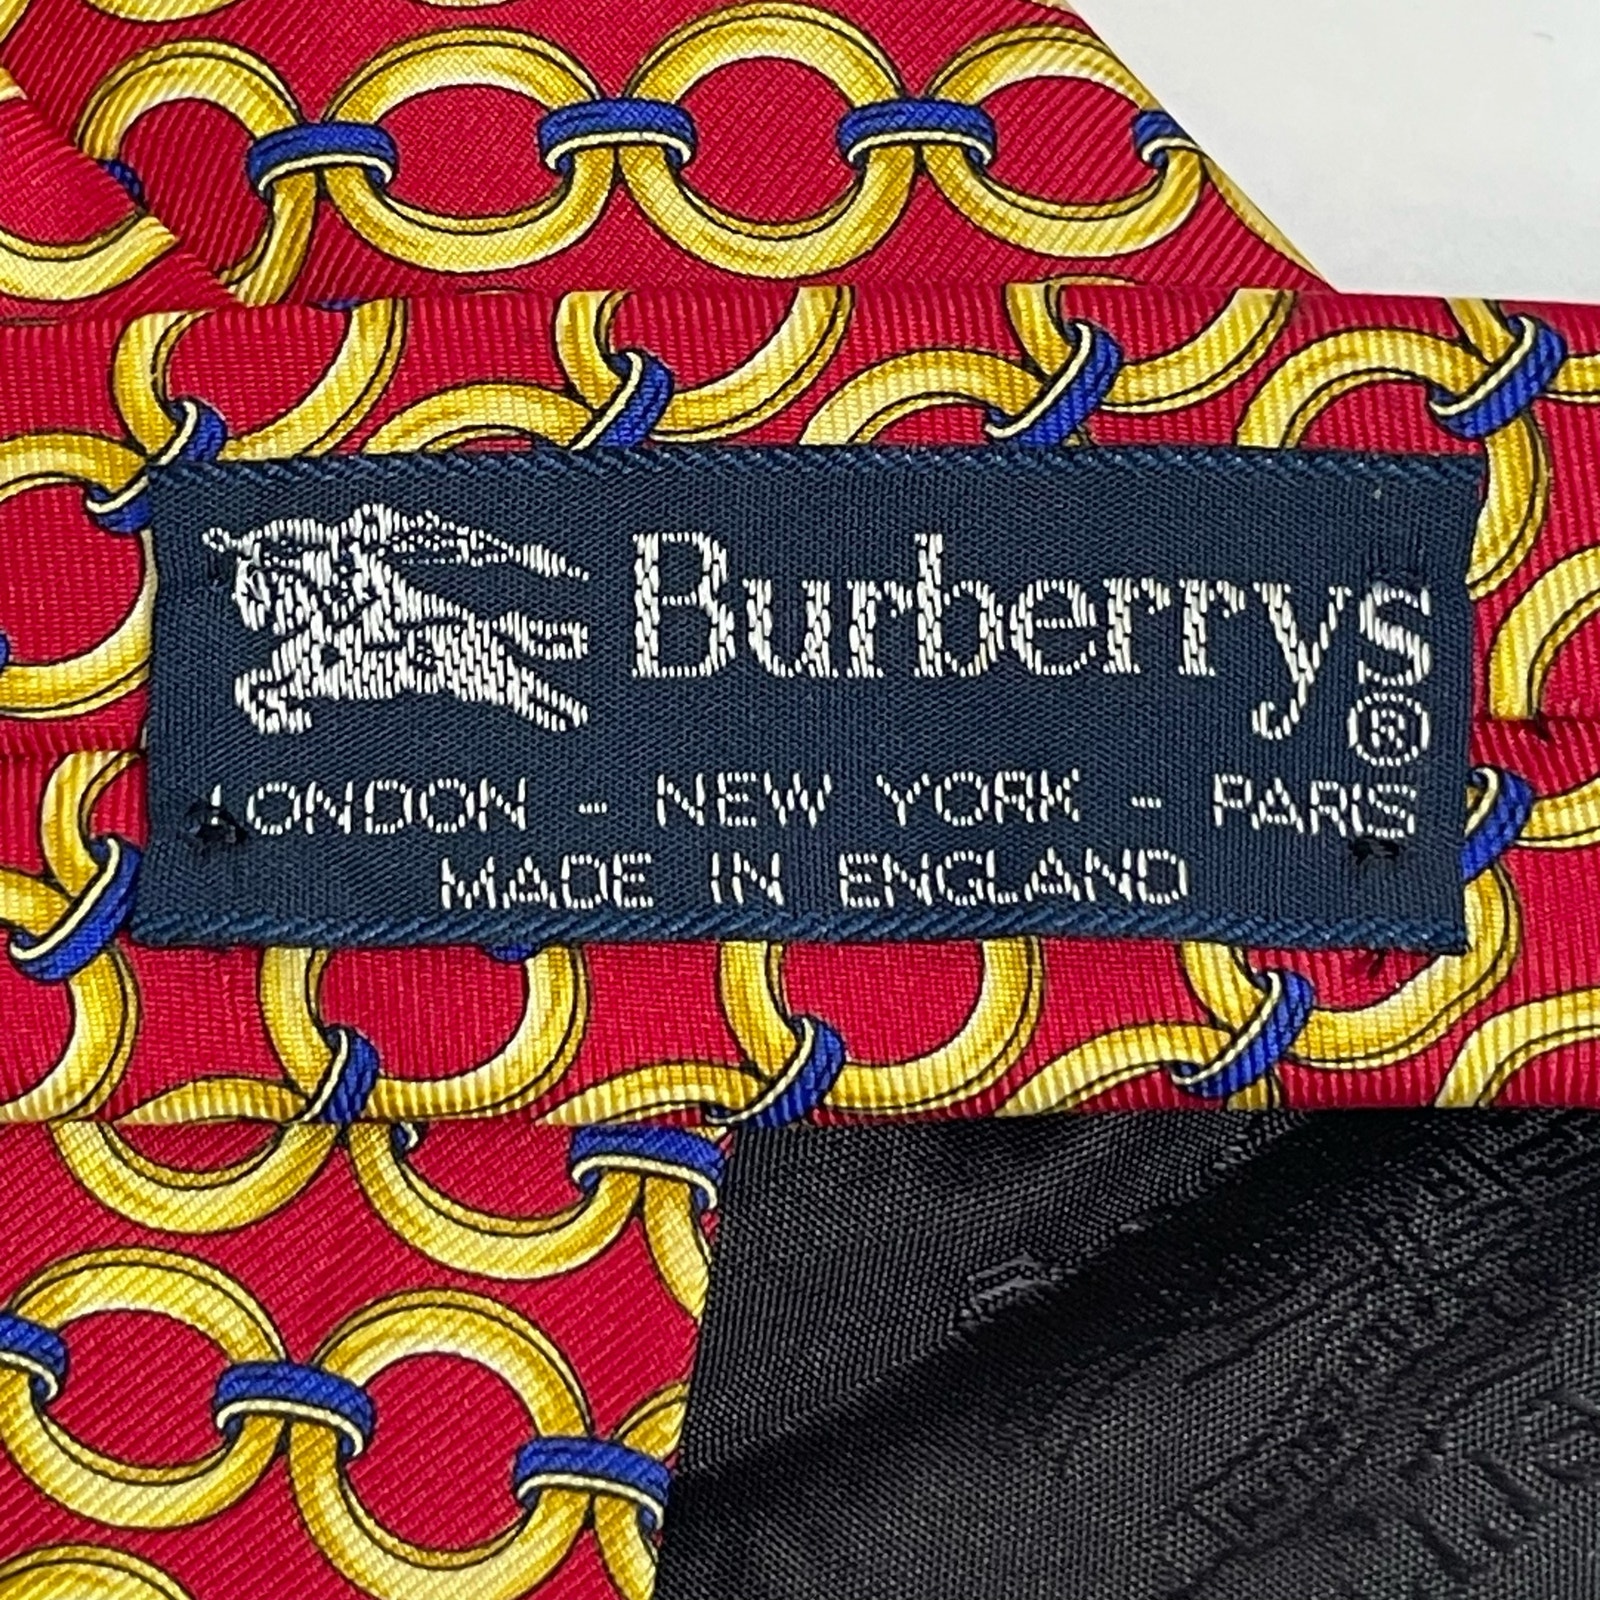 Burberrys®
LONDON - NEW YORK - PARIS
MADE IN ENGLAND